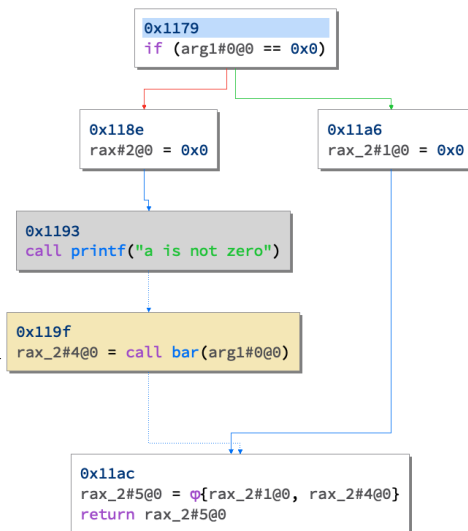 0x1179
if (arg1#0@0 == 0x0)
0x118e
rax#2@0 = 0x0
0x11a6
rax_2#1@0 = 0x0
0x1193
call printf("a is not zero")
0x119f
rax_2#4@0 = call bar(arg1#0@0)
0x11ac
rax_2#5@0 = φ{rax_2#1@0, rax_2#4@0}
return rax_2#5@0